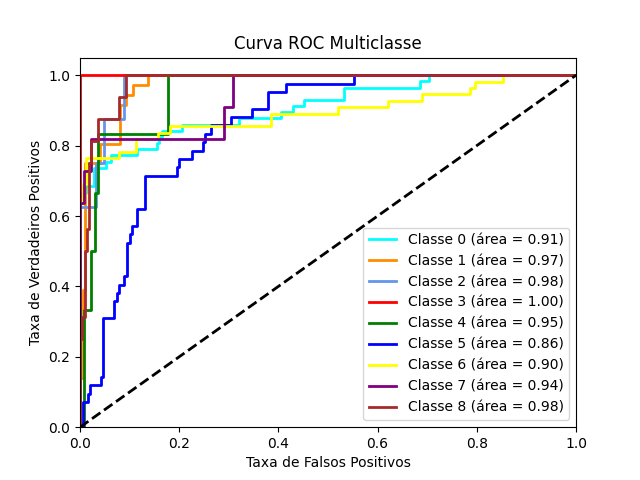 Curva ROC Multiclasse
Taxa de Verdadeiros Positivos
1.0
0.8
0.6
0.4
0.2
0.0
Classe 0 (área = 0.91)
Classe 1 (área = 0.97)
Classe 2 (área = 0.98)
Classe 3 (área = 1.00)
Classe 4 (área = 0.95)
Classe 5 (área = 0.86)
Classe 6 (área = 0.90)
Classe 7 (área = 0.94)
Classe 8 (área = 0.98)
0.0 0.2 0.4 0.6 0.8 1.0
Taxa de Falsos Positivos